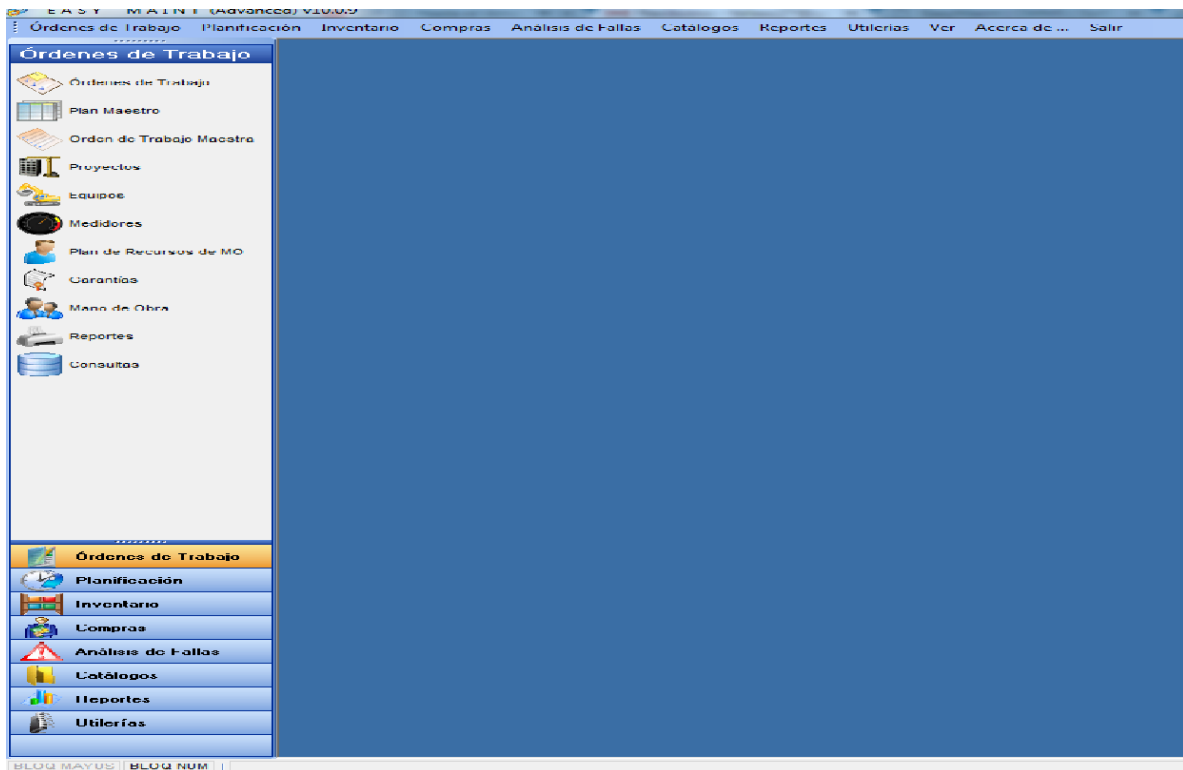 EASY MAINT (Advanced) v10.0.9
Órdenes de Trabajo Planificación Inventario Compras Análisis de Fallas Catálogos Reportes Utilerías Ver Acerca de ... Salir
Órdenes de Trabajo
Órdenes de Trabajo
Plan Maestro
Orden de Trabajo Maestra
Proyectos
Equipos
Medidores
Plan de Recursos de MO
Garantías
Mano de Obra
Reportes
Consultas
Órdenes de Trabajo
Planificación
Inventario
Compras
Análisis de Fallas
Catálogos
Reportes
Utilerías
BLOQ MAYUS BLOQ NUM